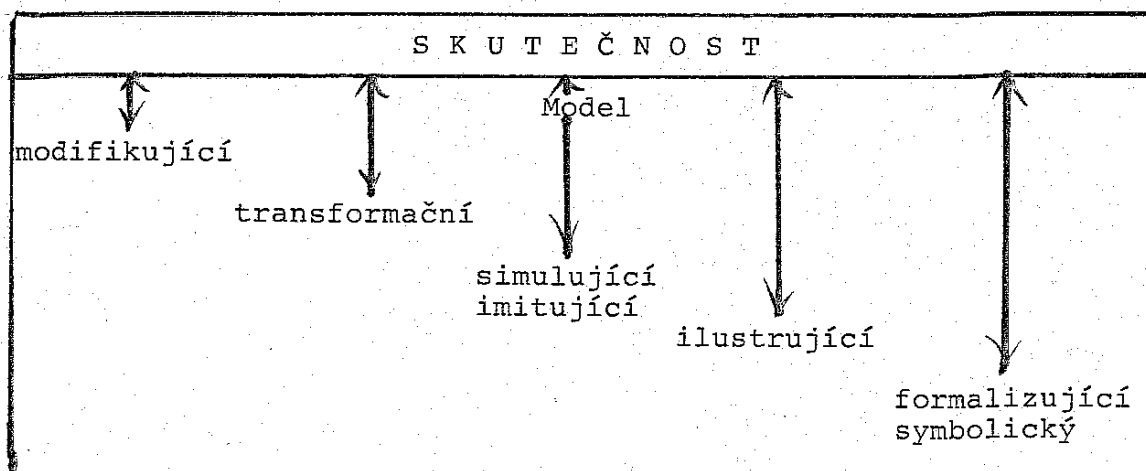 S K U T E Č N O S T
Model
modifikující
transformační
simulující
imitující
ilustrující
formalizující
symbolický